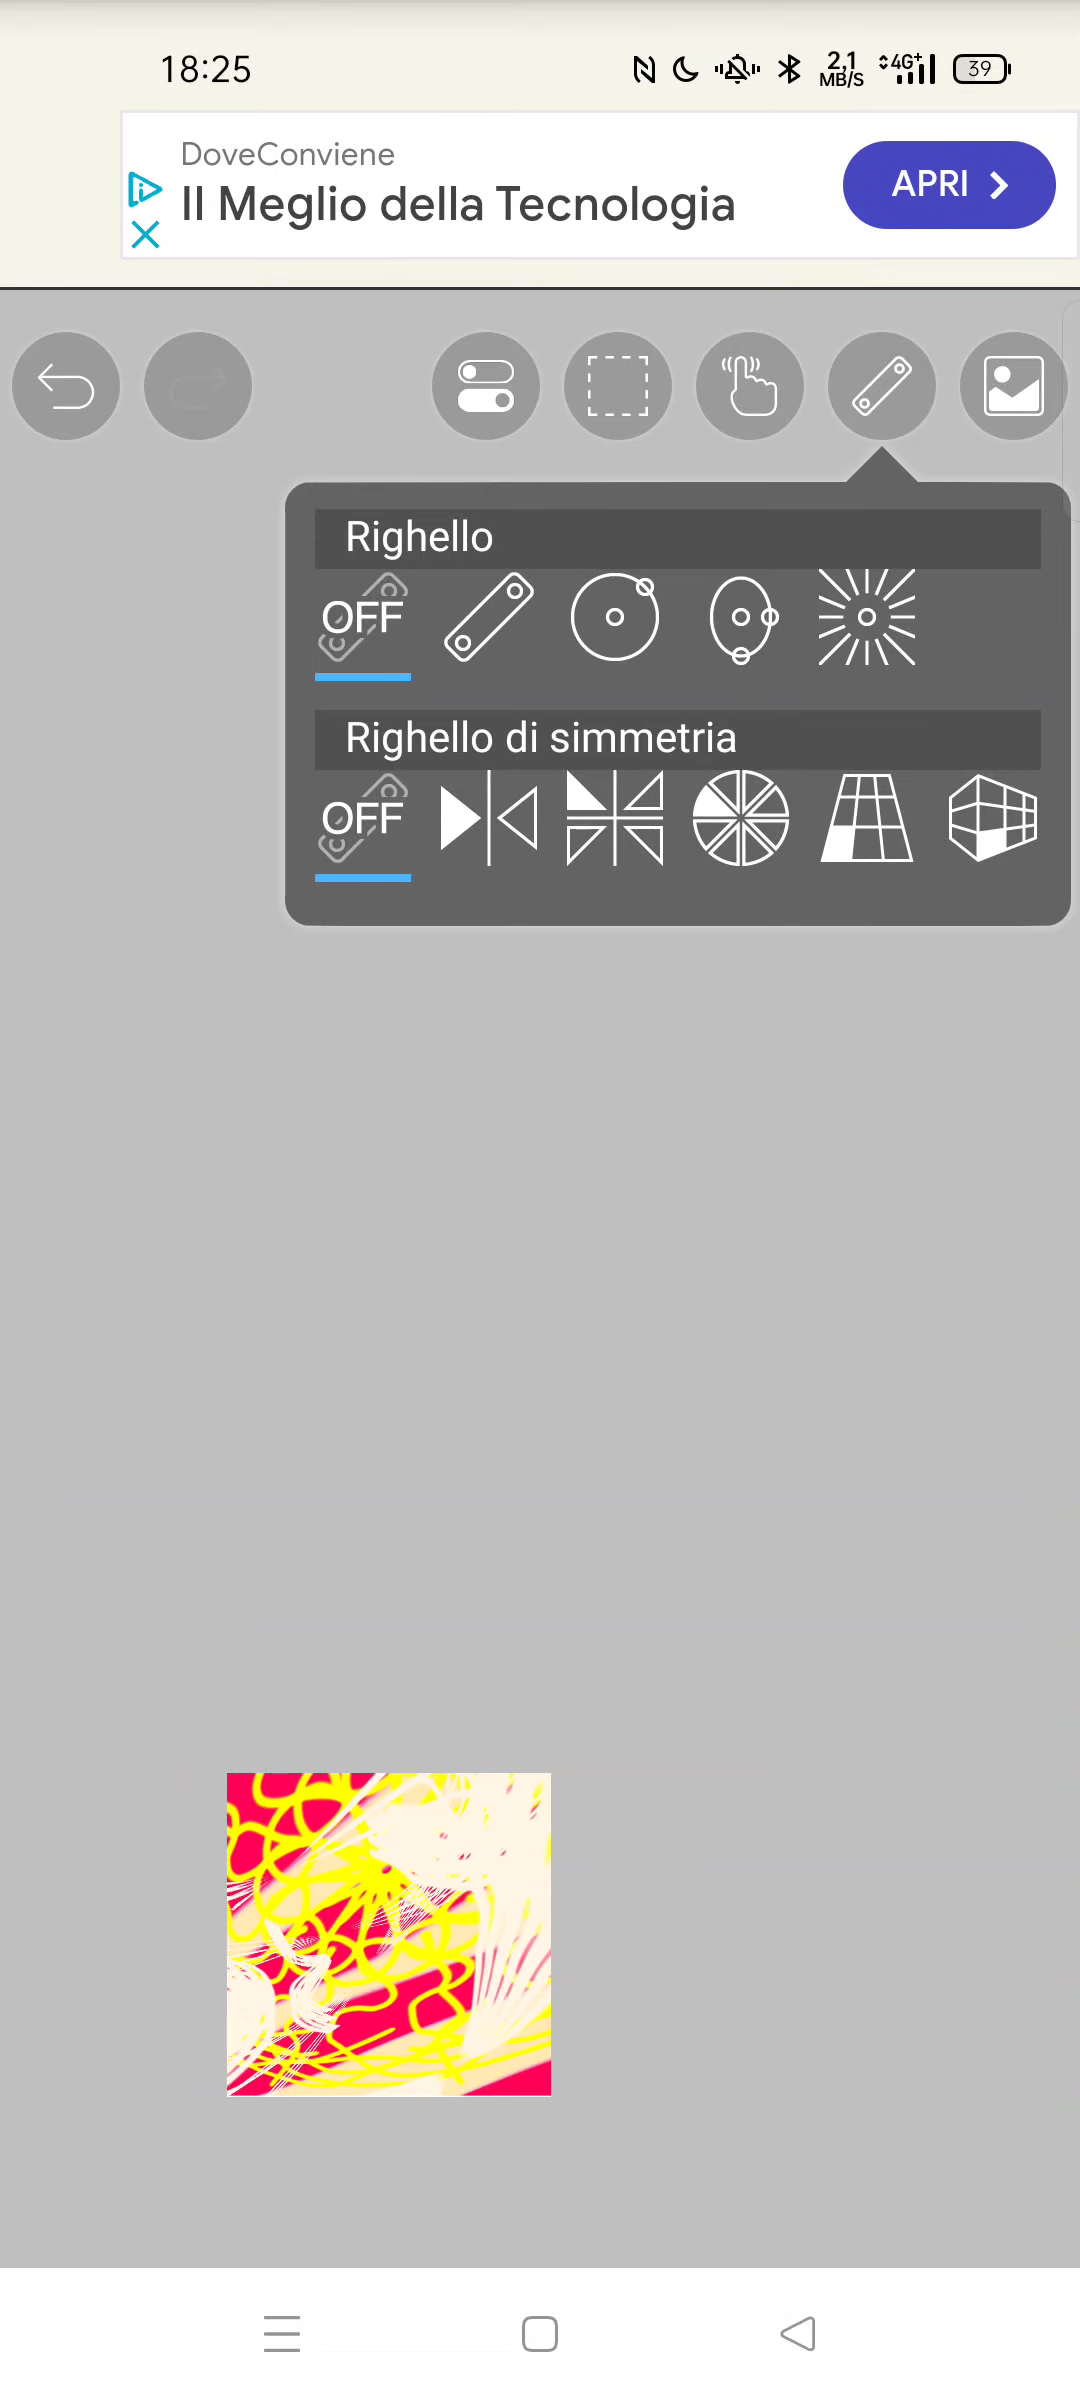 18:25
2,1
MB/S
4G+
39
DoveConviene
Il Meglio della Tecnologia
APRI
Righello
OFF
Righello di simmetria
OFF